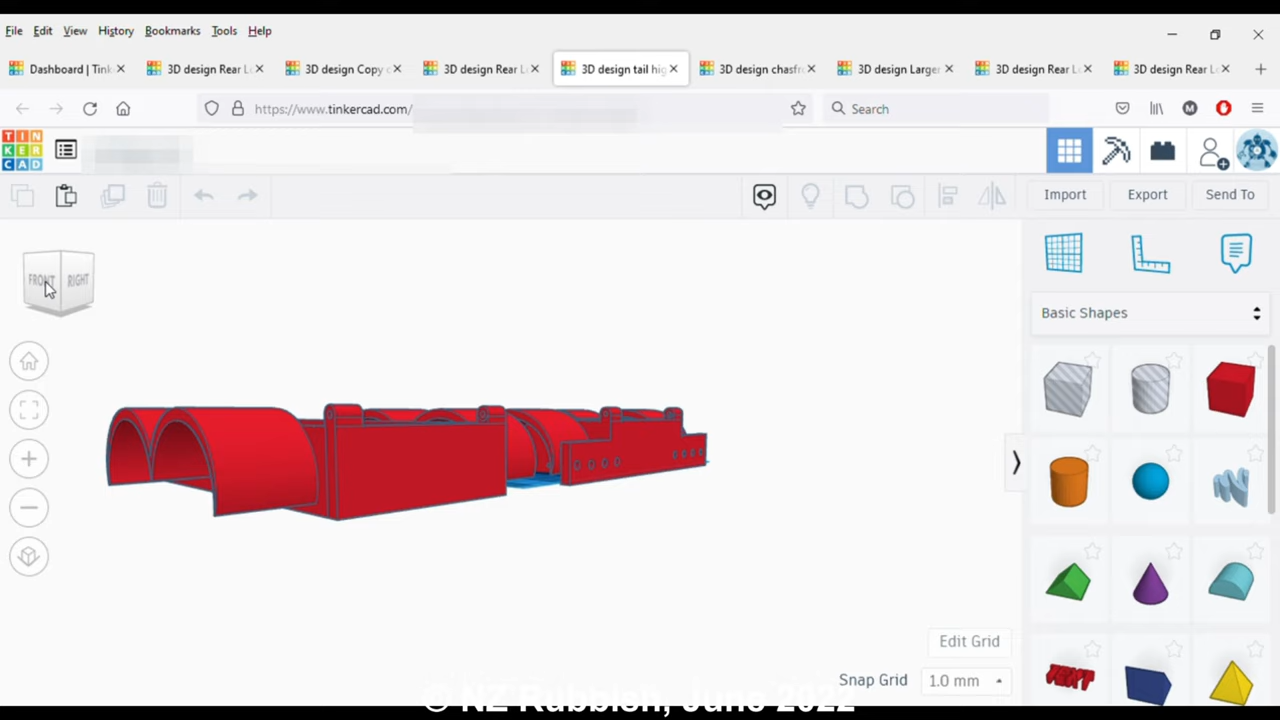 File Edit View History Bookmarks Tools Help
Dashboard | Tink 3D design Rear L 3D design Copy o 3D design Rear L 3D design tail hig 3D design chasfr 3D design Larger 3D design Rear L 3D design Rear L
https://www.tinkercad.com/ Search
TIN
KER
CAD
Import Export Send To
FRONT RIGHT
Basic Shapes
TEXT
Edit Grid
Snap Grid 1.0 mm
© NZ Rubbish, June 2022